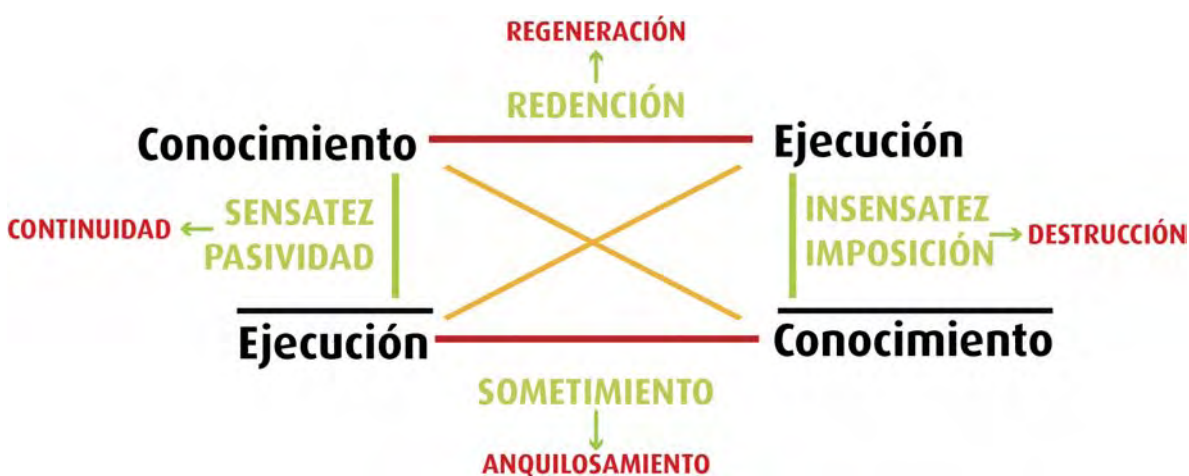 REGENERACIÓN
REDENCIÓN
Conocimiento
Ejecución
CONTINUIDAD
SENSATEZ
PASIVIDAD
INSENSATEZ
IMPOSICIÓN
DESTRUCCIÓN
Ejecución
Conocimiento
SOMETIMIENTO
ANQUILOSAMIENTO